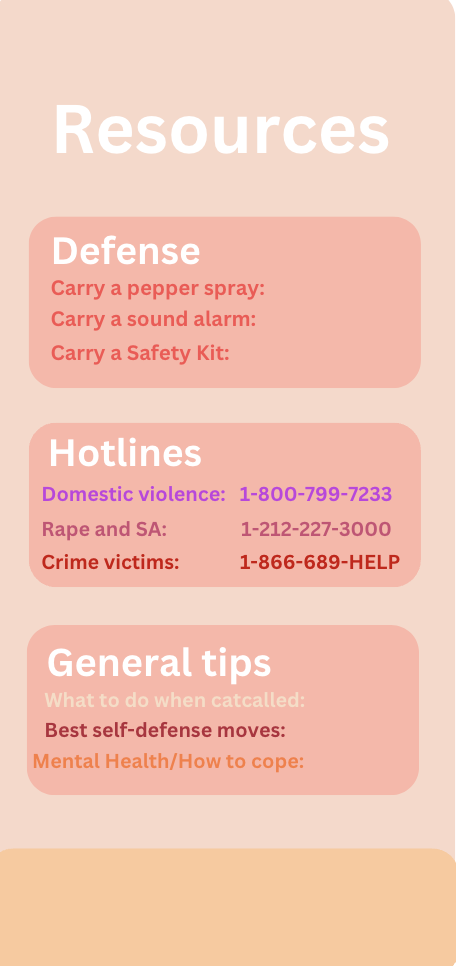 Resources
Defense
Carry a pepper spray:
Carry a sound alarm:
Carry a Safety Kit:
Hotlines
Domestic violence: 1-800-799-7233
Rape and SA: 1-212-227-3000
Crime victims: 1-866-689-HELP
General tips
What to do when catcalled:
Best self-defense moves:
Mental Health/How to cope: